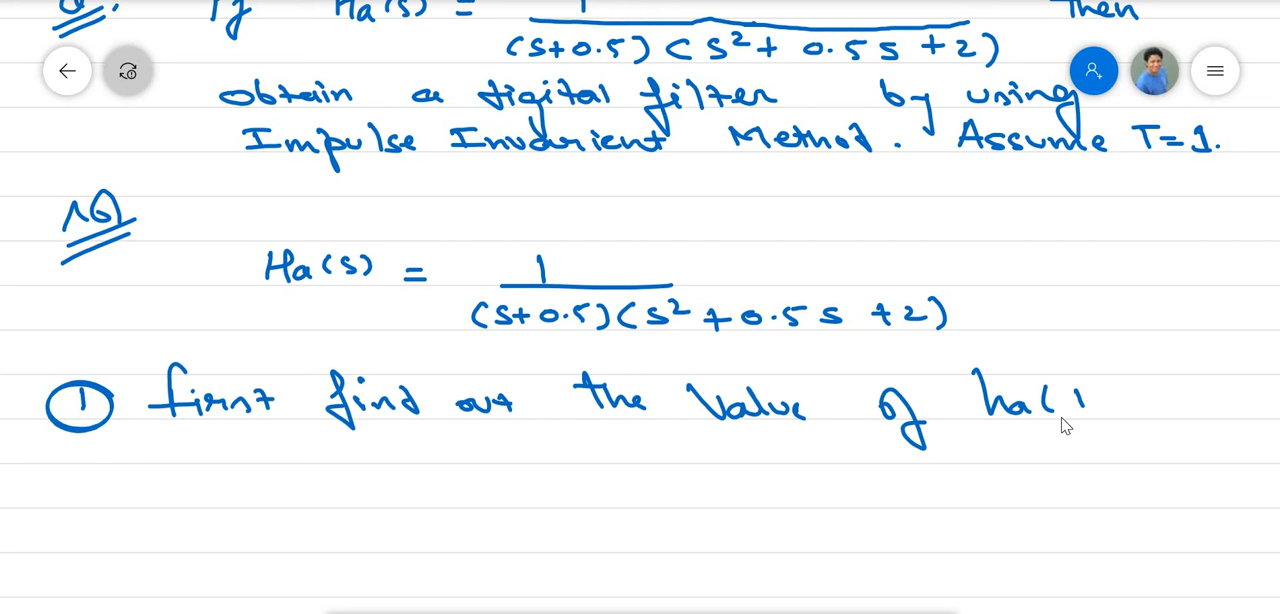 Q. If Ha(s) = 1 then
(s+0.5) (s² + 0.5s + 2)
obtain a digital filter by using
Impulse Invarient Method. Assume T=1.
Ha(s) = 1
(s+0.5)(s² + 0.5s + 2)
① first find out the value of ha(